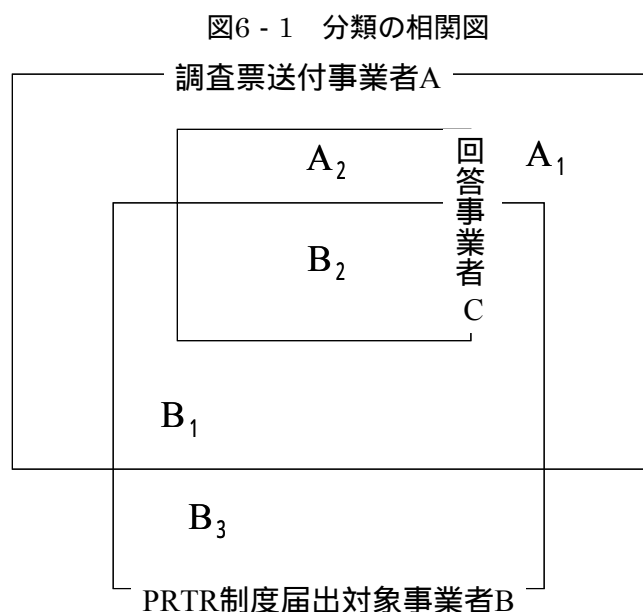 図6-1 分類の相関図
調査票送付事業者A
A2
回答事業者C
A1
B2
B1
B3
PRTR制度届出対象事業者B